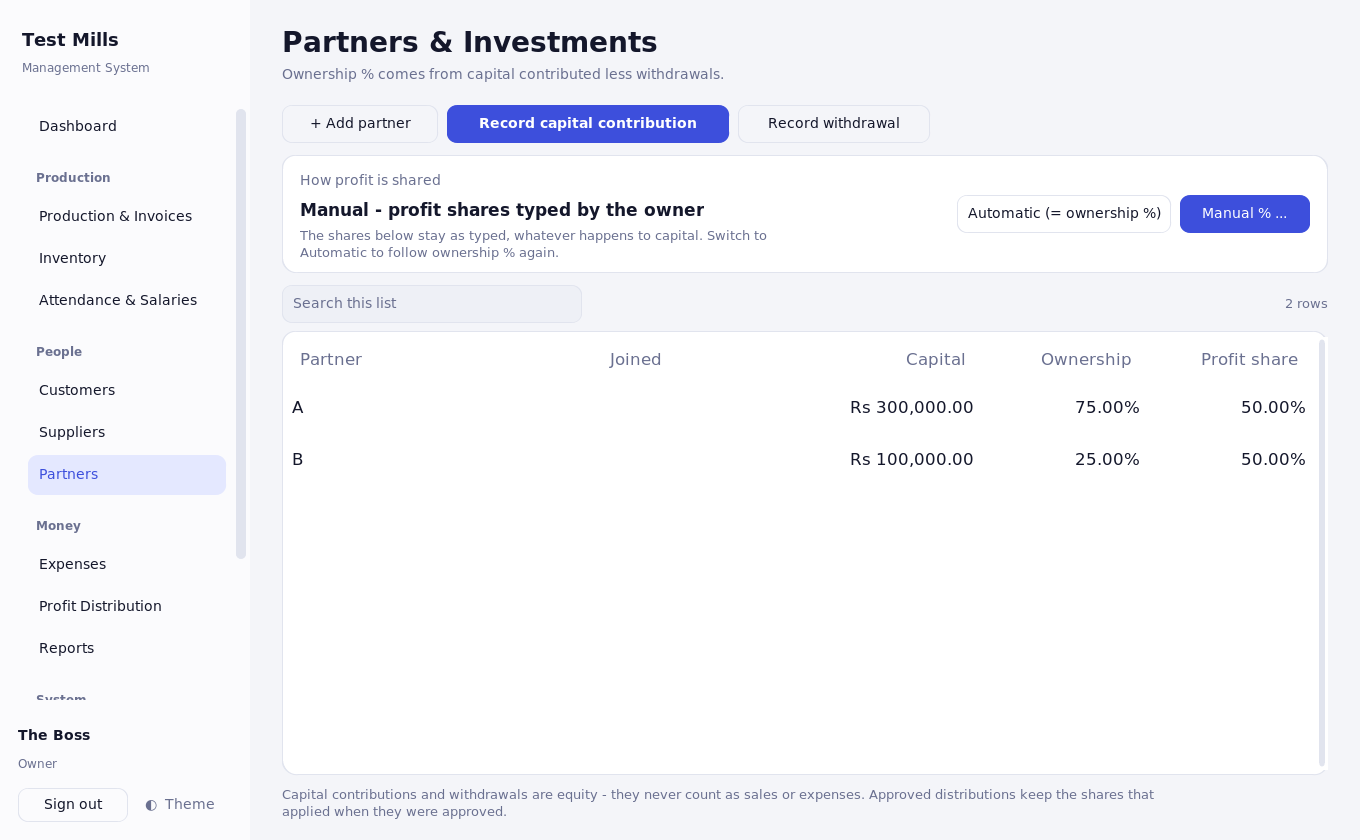 Test Mills
Management System
Dashboard
Production
Production & Invoices
Inventory
Attendance & Salaries
People
Customers
Suppliers
Partners
Money
Expenses
Profit Distribution
Reports
System
The Boss
Owner
Sign out
◐ Theme
Partners & Investments
Ownership % comes from capital contributed less withdrawals.
+ Add partner
Record capital contribution
Record withdrawal
How profit is shared
Manual - profit shares typed by the owner
The shares below stay as typed, whatever happens to capital. Switch to
Automatic to follow ownership % again.
Automatic (= ownership %)
Manual % ...
Search this list
2 rows
Partner Joined Capital Ownership Profit share
A Rs 300,000.00 75.00% 50.00%
B Rs 100,000.00 25.00% 50.00%
Capital contributions and withdrawals are equity - they never count as sales or expenses. Approved distributions keep the shares that
applied when they were approved.